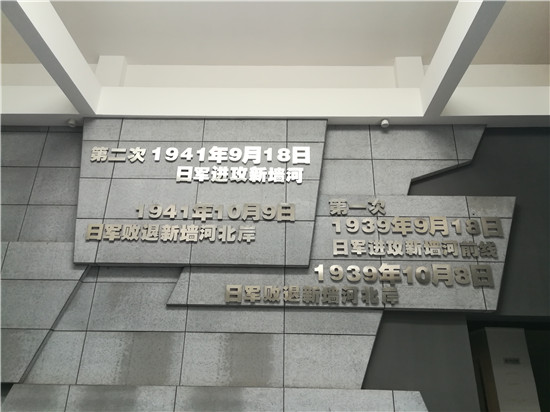 第二次 1941年9月18日
日军进攻新墙河
1941年10月9日
日军败退新墙河北岸
第一次
1939年9月18日
日军进攻新墙河前线
1939年10月8日
日军败退新墙河北岸